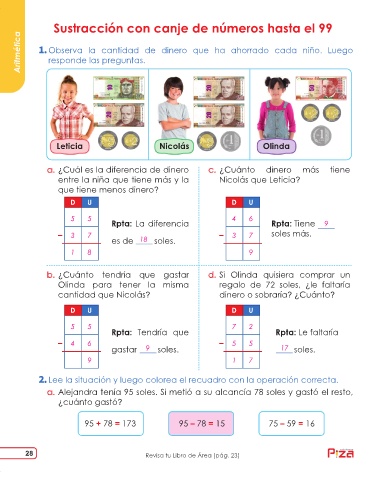 Aritmética
Sustracción con canje de números hasta el 99
1. Observa la cantidad de dinero que ha ahorrado cada niño. Luego
responde las preguntas.
Leticia
Nicolás
Olinda
a. ¿Cuál es la diferencia de dinero
entre la niña que tiene más y la
que tiene menos dinero?
D U
5 5
– 3 7
1 8
Rpta: La diferencia
es de 18 soles.
c. ¿Cuánto dinero más tiene
Nicolás que Leticia?
D U
4 6
– 3 7
9
Rpta: Tiene 9
soles más.
b. ¿Cuánto tendría que gastar
Olinda para tener la misma
cantidad que Nicolás?
D U
5 5
– 4 6
9
Rpta: Tendría que
gastar 9 soles.
d. Si Olinda quisiera comprar un
regalo de 72 soles, ¿le faltaría
dinero o sobraría? ¿Cuánto?
D U
7 2
– 5 5
1 7
Rpta: Le faltaría
17 soles.
2. Lee la situación y luego colorea el recuadro con la operación correcta.
a. Alejandra tenía 95 soles. Si metió a su alcancía 78 soles y gastó el resto,
¿cuánto gastó?
95 + 78 = 173
95 – 78 = 15
75 – 59 = 16
28
Revisa tu Libro de Área (pág. 23)